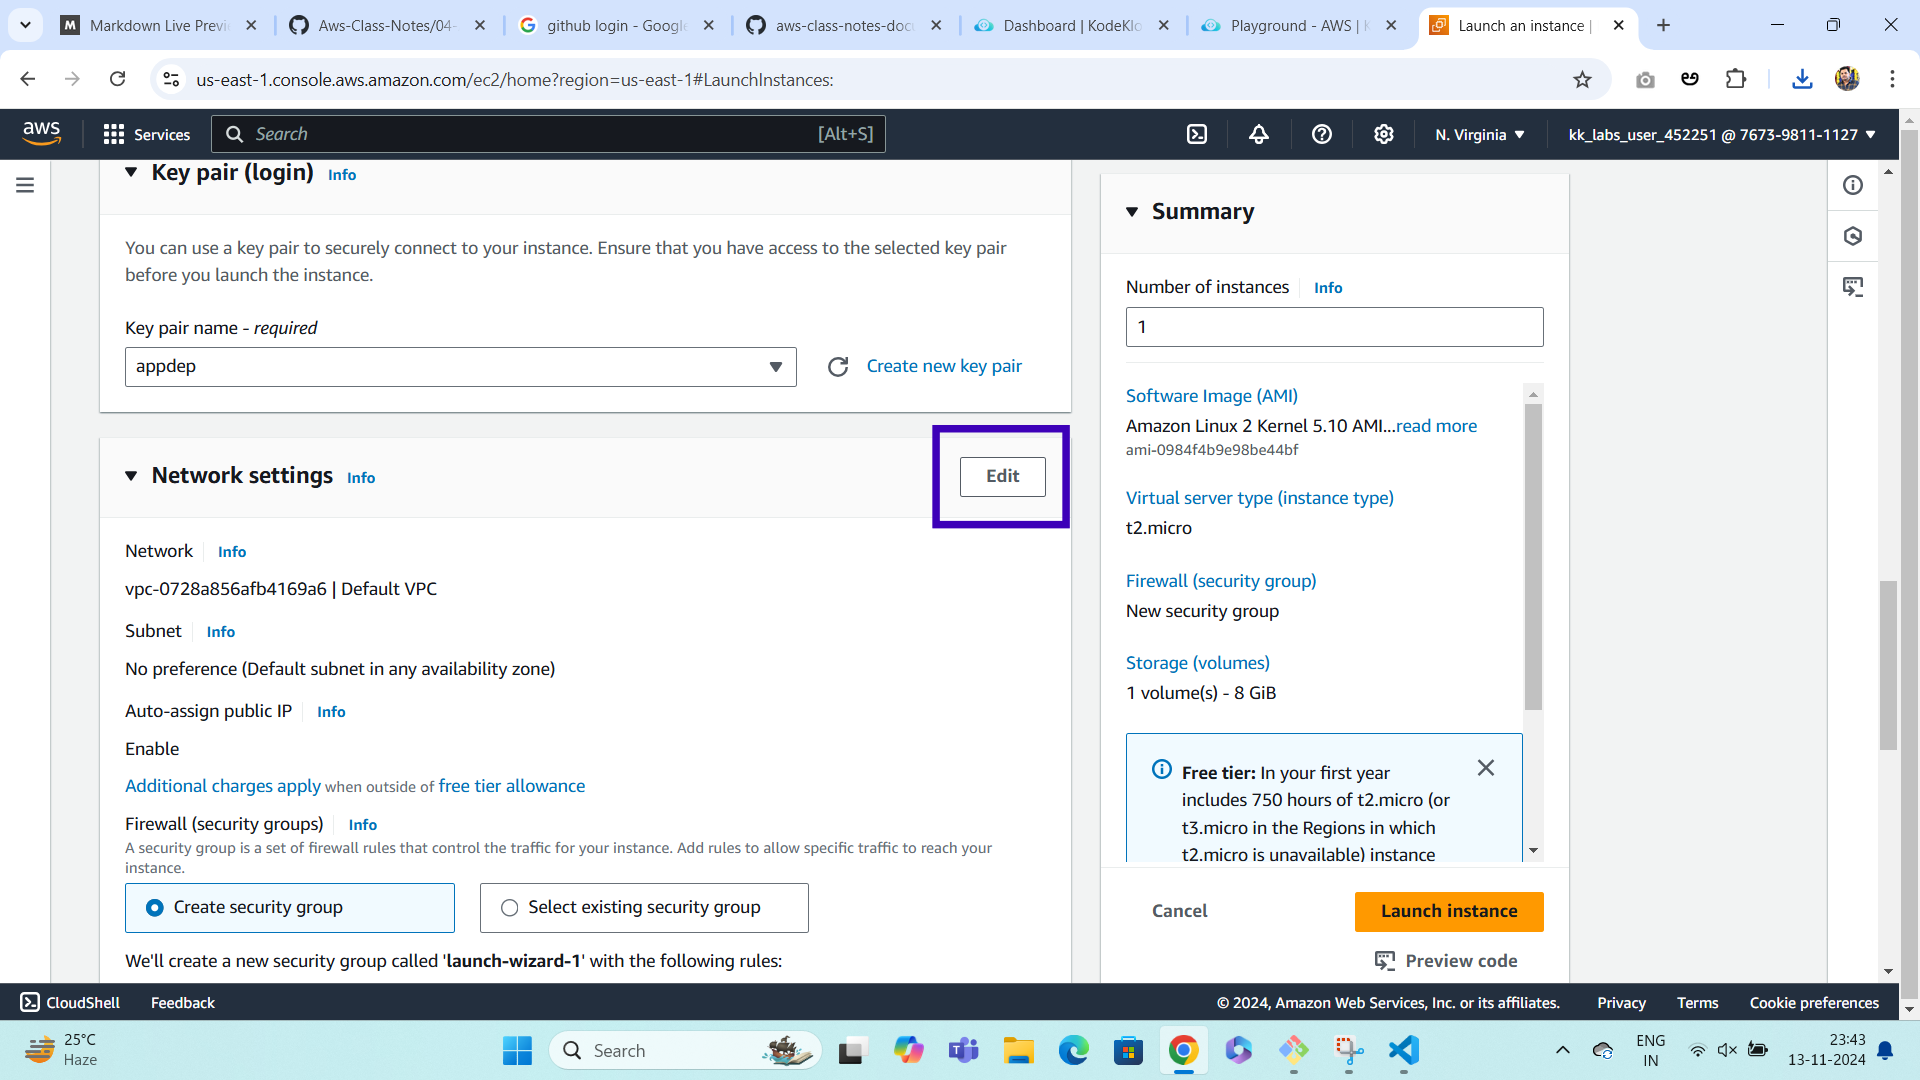 Markdown Live Previ
Aws-Class-Notes/04-
github login - Google
aws-class-notes-docu
Dashboard | KodeKlo
Playground - AWS | K
Launch an instance |
us-east-1.console.aws.amazon.com/ec2/home?region=us-east-1#LaunchInstances:
aws
Services
Search
[Alt+S]
N. Virginia
kk_labs_user_452251 @ 7673-9811-1127
Key pair (login) Info
You can use a key pair to securely connect to your instance. Ensure that you have access to the selected key pair
before you launch the instance.
Key pair name - required
appdep
Create new key pair
Network settings Info
Edit
Network Info
vpc-0728a856afb4169a6 | Default VPC
Subnet Info
No preference (Default subnet in any availability zone)
Auto-assign public IP Info
Enable
Additional charges apply when outside of free tier allowance
Firewall (security groups) Info
A security group is a set of firewall rules that control the traffic for your instance. Add rules to allow specific traffic to reach your
instance.
Create security group
Select existing security group
We'll create a new security group called 'launch-wizard-1' with the following rules:
Summary
Number of instances Info
1
Software Image (AMI)
Amazon Linux 2 Kernel 5.10 AMI...read more
ami-0984f4b9e98be44bf
Virtual server type (instance type)
t2.micro
Firewall (security group)
New security group
Storage (volumes)
1 volume(s) - 8 GiB
Free tier: In your first year
includes 750 hours of t2.micro (or
t3.micro in the Regions in which
t2.micro is unavailable) instance
Cancel
Launch instance
Preview code
CloudShell
Feedback
© 2024, Amazon Web Services, Inc. or its affiliates.
Privacy
Terms
Cookie preferences
25°C
Haze
Search
ENG
IN
23:43
13-11-2024